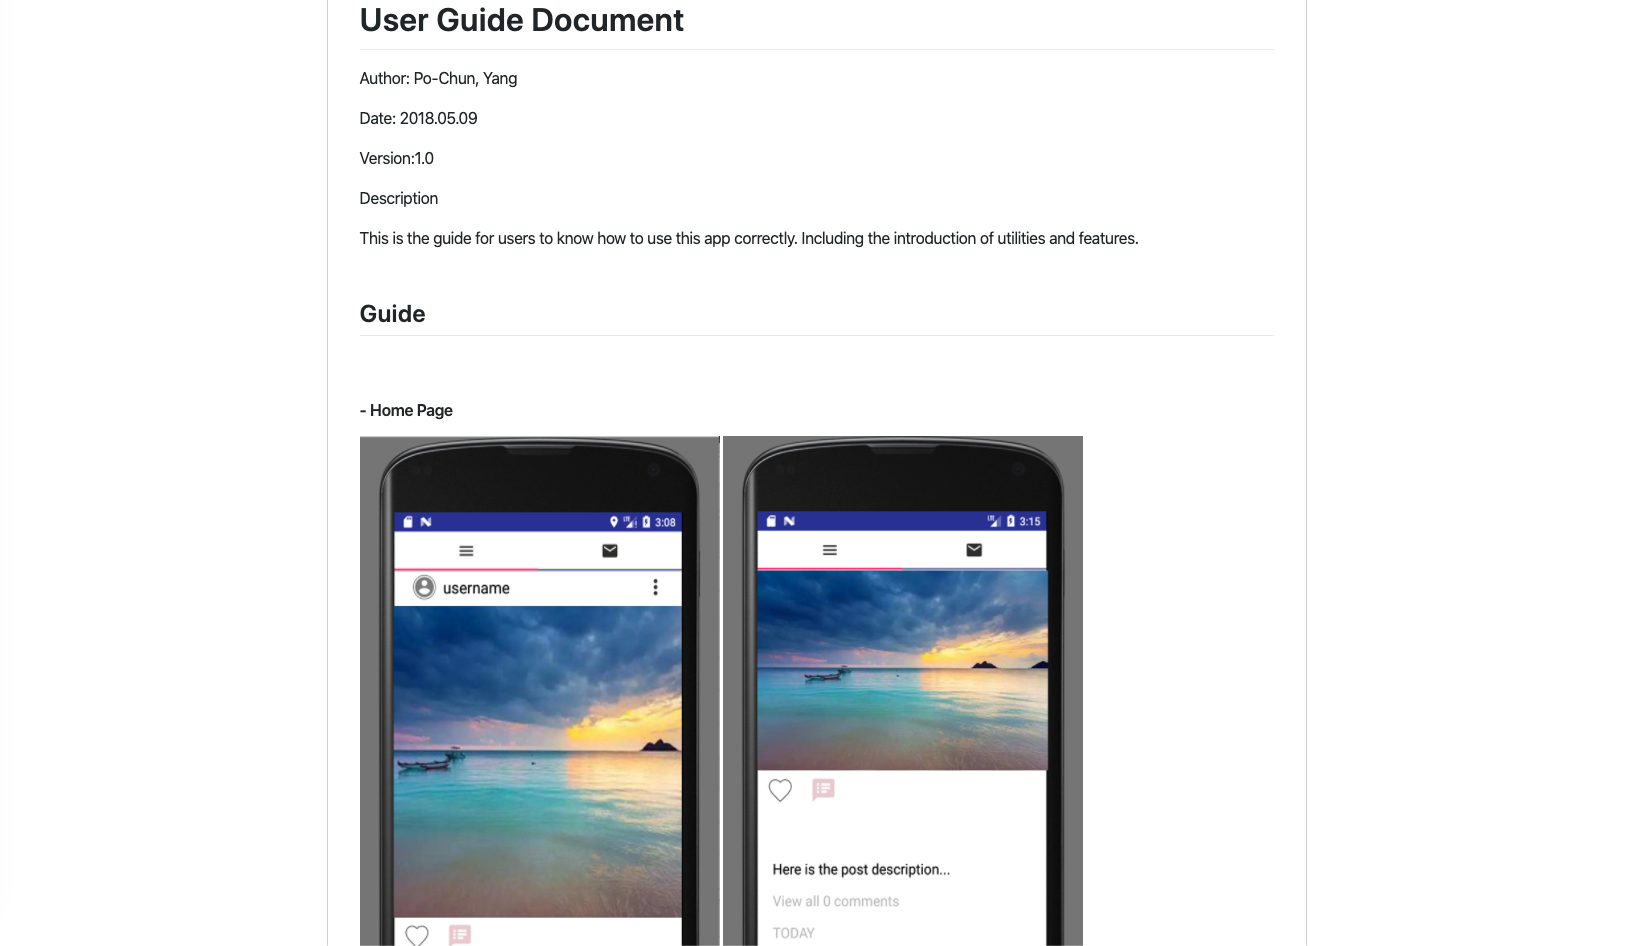 User Guide Document
Author: Po-Chun, Yang
Date: 2018.05.09
Version:1.0
Description
This is the guide for users to know how to use this app correctly. Including the introduction of utilities and features.
Guide
- Home Page
LTE 3:08
username
LTE 3:15
Here is the post description...
View all 0 comments
TODAY